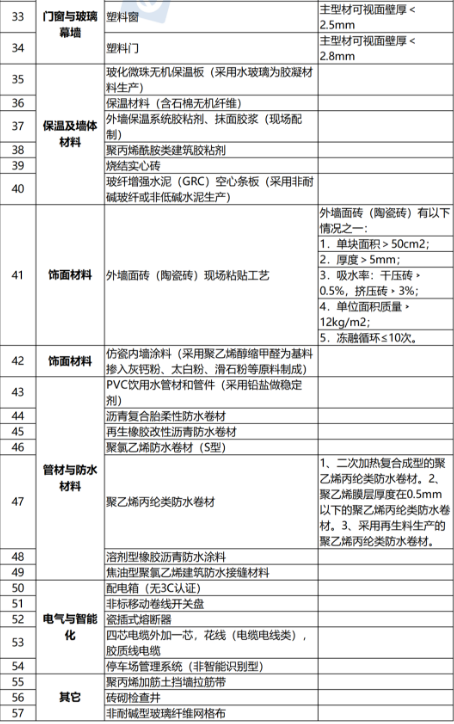 33 门窗与玻璃幕墙 塑料窗 主型材可视面壁厚＜
2.5mm
34 塑料门 主型材可视面壁厚＜
2.8mm
35 保温及墙体材料 玻化微珠无机保温板（采用水玻璃为胶凝材
料生产）
36 保温材料（含石棉无机纤维）
37 外墙保温系统胶粘剂、抹面胶浆（现场配
制）
38 聚丙烯酰胺类建筑胶粘剂
39 烧结实心砖
40 玻纤增强水泥（GRC）空心条板（采用非耐
碱玻纤或非低碱水泥生产）
41 饰面材料 外墙面砖（陶瓷砖）现场粘贴工艺
外墙面砖（陶瓷砖）有以下
情况之一：
1．单块面积＞50cm2；
2．厚度＞5mm；
3．吸水率：干压砖﹥
0.5%，挤压砖﹥3%；
4．单位面积质量﹥
12kg/m2；
5．冻融循环≤10次。
42 饰面材料 仿瓷内墙涂料（采用聚乙烯醇缩甲醛为基料
掺入灰钙粉、太白粉、滑石粉等原料制成）
43 管材与防水材料 PVC饮用水管材和管件（采用铅盐做稳定
剂）
44 沥青复合胎柔性防水卷材
45 再生橡胶改性沥青防水卷材
46 聚氯乙烯防水卷材（S型）
47 聚乙烯丙纶类防水卷材
1、二次加热复合成型的聚
乙烯丙纶类防水卷材。2、
聚乙烯膜层厚度在0.5mm
以下的聚乙烯丙纶类防水卷
材。3、采用再生料生产的
聚乙烯丙纶类防水卷材。
48 溶剂型橡胶沥青防水涂料
49 焦油型聚氯乙烯建筑防水接缝材料
50 电气与智能化 配电箱（无3C认证）
51 非标移动卷线开关盘
52 瓷插式熔断器
53 四芯电缆外加一芯，花线（电缆电线类），
胶质线电缆
54 停车场管理系统（非智能识别型）
55 其它 聚丙烯加筋土挡墙拉筋带
56 砖砌检查井
57 非耐碱型玻璃纤维网格布